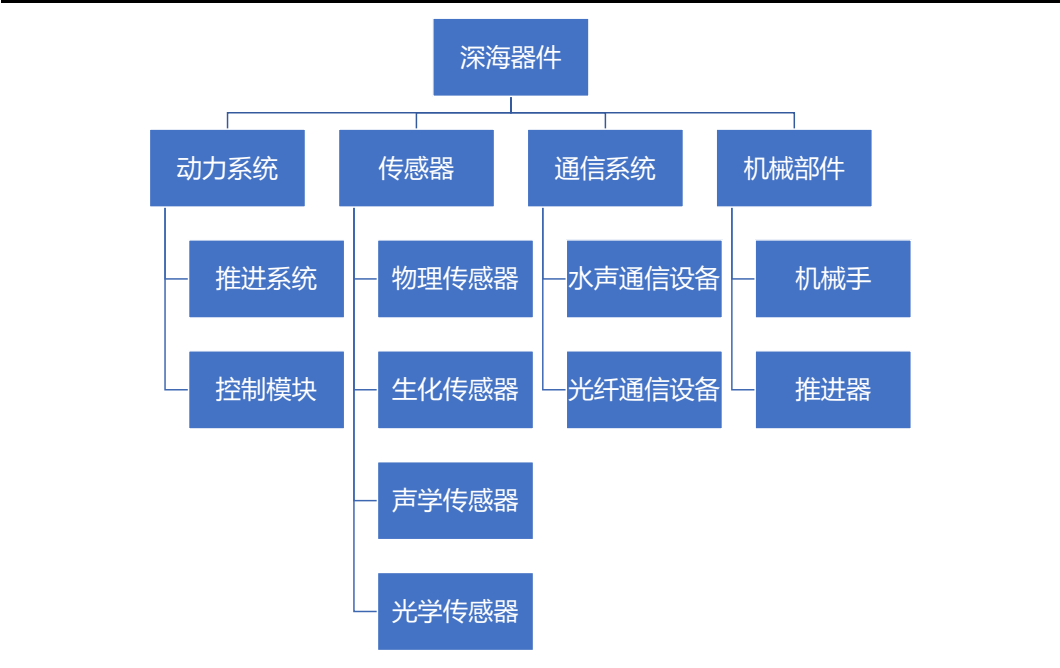 深海器件
动力系统
传感器
通信系统
机械部件
推进系统
物理传感器
水声通信设备
机械手
控制模块
生化传感器
光纤通信设备
推进器
声学传感器
光学传感器